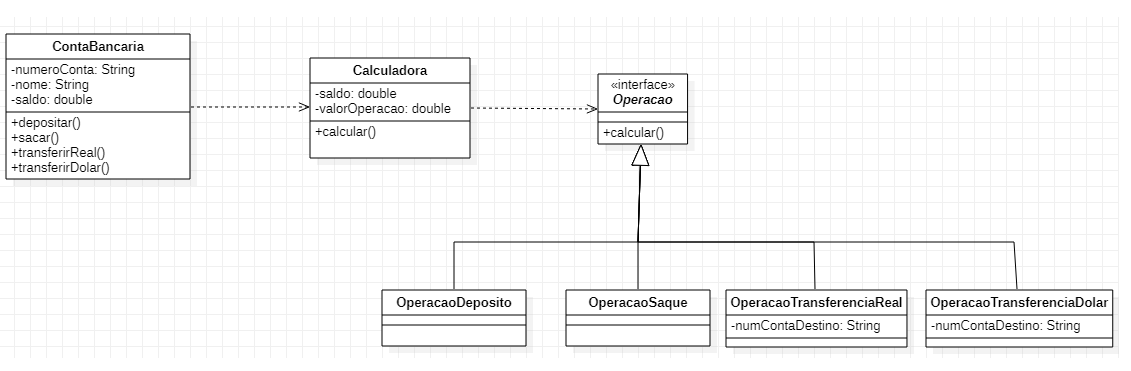 ContaBancaria
-numeroConta: String
-nome: String
-saldo: double
+depositar()
+sacar()
+transferirReal()
+transferirDolar()
Calculadora
-saldo: double
-valorOperacao: double
+calcular()
«interface»
Operacao
+calcular()
OperacaoDeposito
OperacaoSaque
OperacaoTransferenciaReal
-numContaDestino: String
OperacaoTransferenciaDolar
-numContaDestino: String